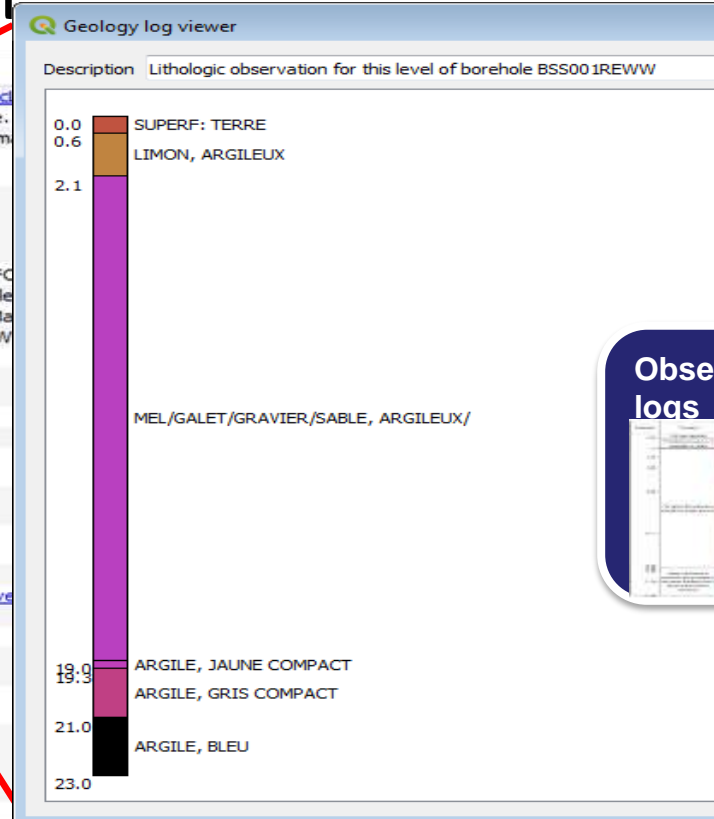 Geology log viewer
Description Lithologic observation for this level of borehole BSS001REWW
0.0 SUPERF: TERRE
0.6
LIMON, ARGILEUX
2.1
MEL/GALET/GRAVIER/SABLE, ARGILEUX/
19.0 ARGILE, JAUNE COMPACT
19.3
ARGILE, GRIS COMPACT
21.0
ARGILE, BLEU
23.0
Obse
logs